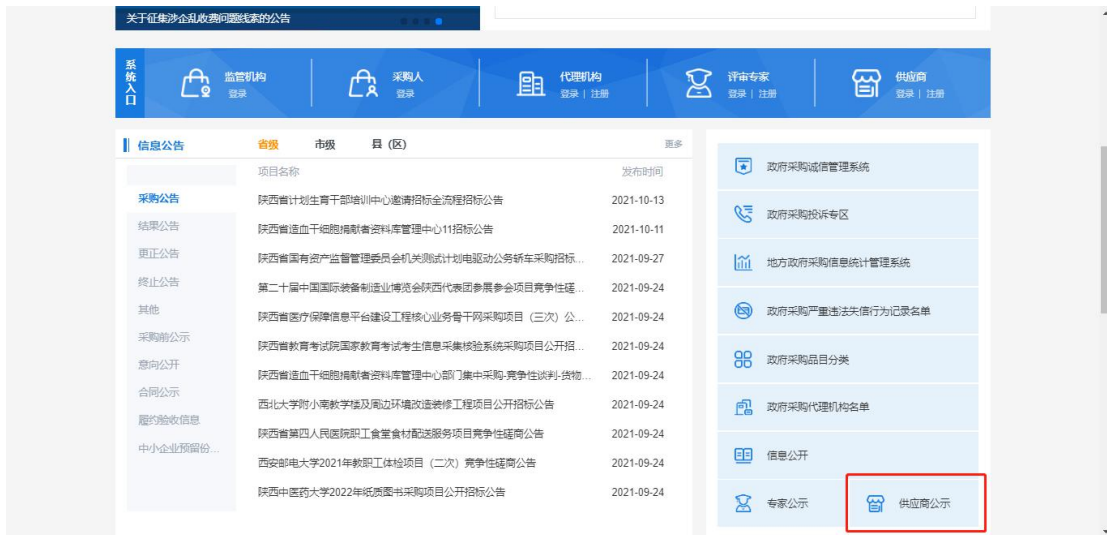 关于征集涉企乱收费问题线索的公告
系统入口
监管机构
登录
采购人
登录
代理机构
登录 | 注册
评审专家
登录 | 注册
供应商
登录 | 注册
信息公告
省级 市级 县 (区) 更多
项目名称 发布时间
采购公告
结果公告
更正公告
终止公告
其他
采购前公示
意向公开
合同公示
履约验收信息
中小企业预留份...
陕西省计划生育干部培训中心邀请招标全流程招标公告 2021-10-13
陕西省造血干细胞捐献者资料库管理中心11招标公告 2021-10-11
陕西省国有资产监督管理委员会机关测试计划电驱动公务轿车采购招标... 2021-09-27
第二十届中国国际装备制造业博览会陕西代表团参展参会项目竞争性磋... 2021-09-24
陕西省医疗保障信息平台建设工程核心业务骨干网采购项目（三次）公... 2021-09-24
陕西省教育考试院国家教育考试考生信息采集核验系统采购项目公开招... 2021-09-24
陕西省造血干细胞捐献者资料库管理中心部门集中采购-竞争性谈判-货物... 2021-09-24
西北大学附小南教学楼及周边环境改造装修工程项目公开招标公告 2021-09-24
陕西省第四人民医院职工食堂食材配送服务项目竞争性磋商公告 2021-09-24
西安邮电大学2021年教职工体检项目（二次）竞争性磋商公告 2021-09-24
陕西中医药大学2022年纸质图书采购项目公开招标公告 2021-09-24
政府采购诚信管理系统
政府采购投诉专区
地方政府采购信息统计管理系统
政府采购严重违法失信行为记录名单
政府采购品目分类
政府采购代理机构名单
信息公开
专家公示 供应商公示